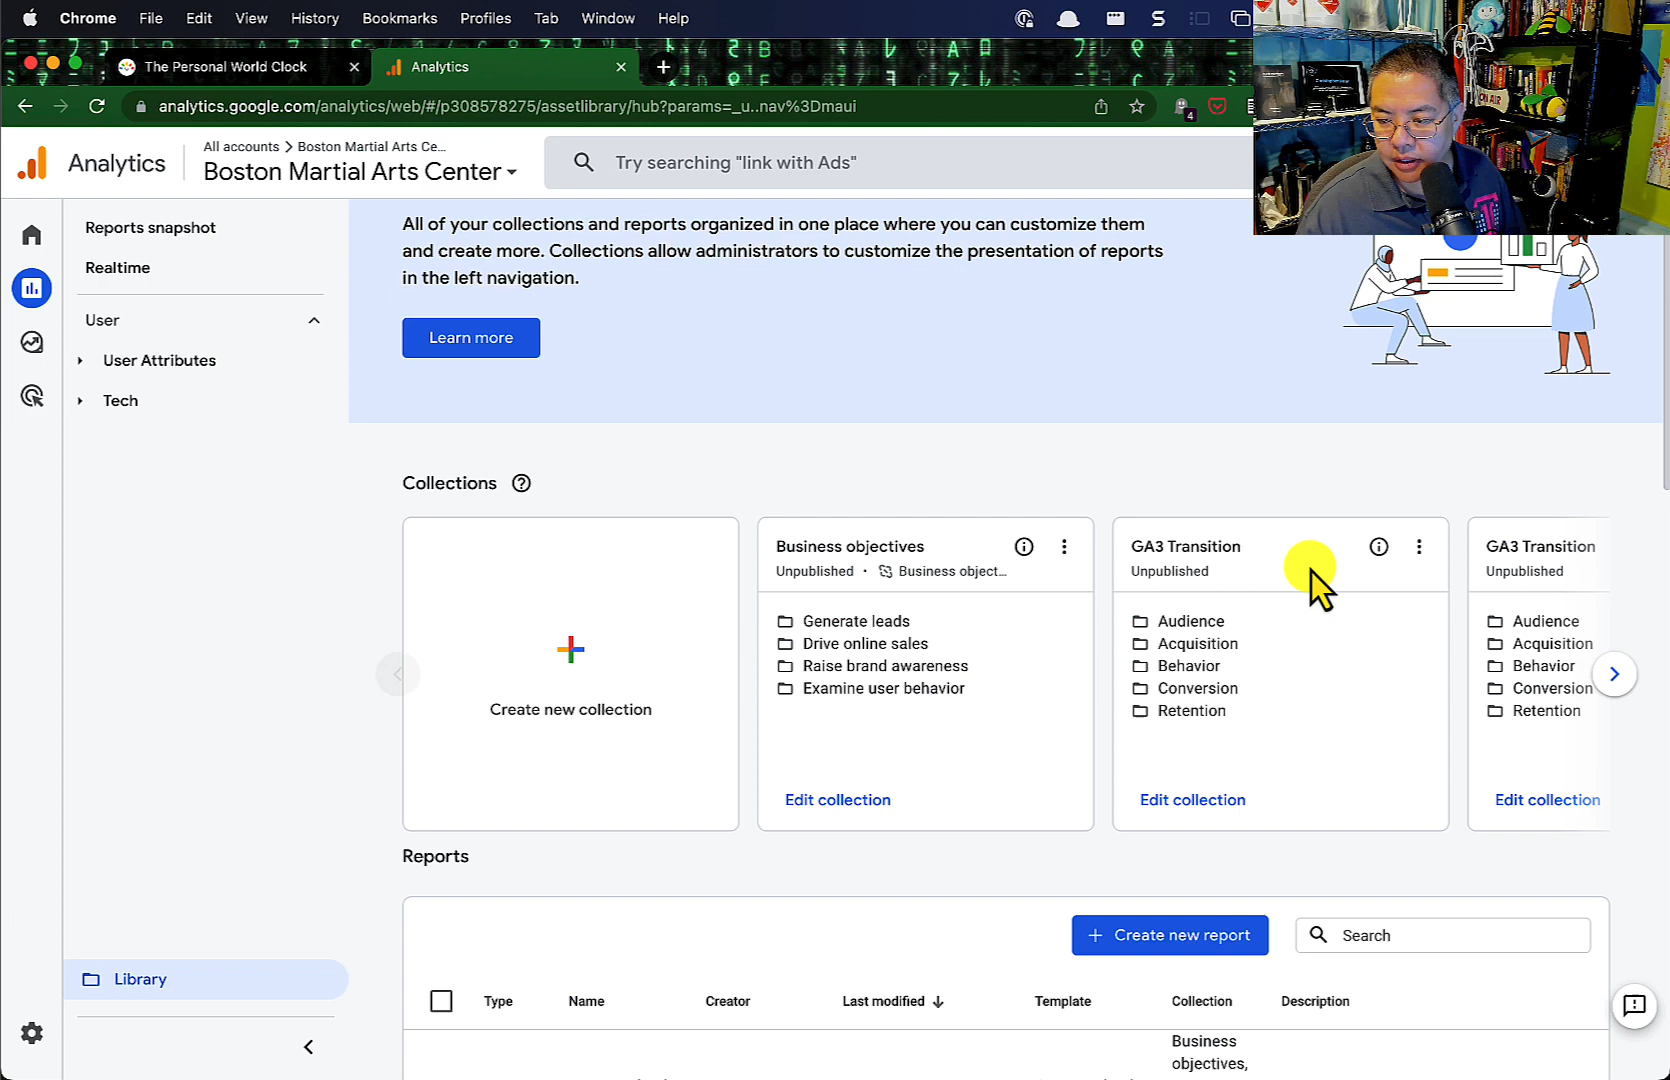 Chrome File Edit View History Bookmarks Profiles Tab Window Help
The Personal World Clock
Analytics
analytics.google.com/analytics/web/#/p308578275/assetlibrary/hub?params=_u..nav%3Dmaui
4
Analytics
All accounts > Boston Martial Arts Ce...
Boston Martial Arts Center
Try searching "link with Ads"
ON AIR
Reports snapshot
Realtime
User
User Attributes
Tech
Library
All of your collections and reports organized in one place where you can customize them
and create more. Collections allow administrators to customize the presentation of reports
in the left navigation.
Learn more
Collections
Create new collection
Business objectives
Unpublished • Business object...
Generate leads
Drive online sales
Raise brand awareness
Examine user behavior
Edit collection
GA3 Transition
Unpublished
Audience
Acquisition
Behavior
Conversion
Retention
Edit collection
GA3 Transition
Unpublished
Audience
Acquisition
Behavior
Conversion
Retention
Edit collection
Reports
+ Create new report
Search
Type Name Creator Last modified Template Collection Description
Business
objectives,